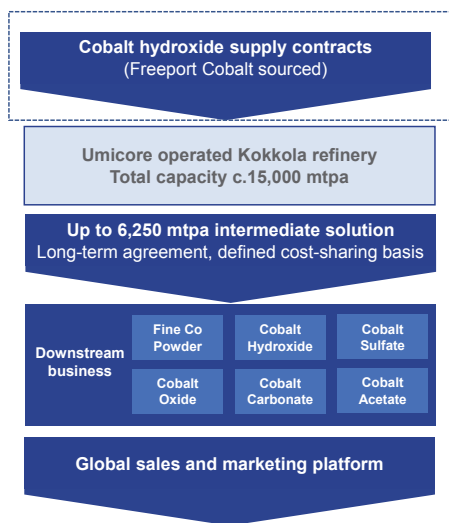 Cobalt hydroxide supply contracts
(Freeport Cobalt sourced)
Umicore operated Kokkola refinery
Total capacity c.15,000 mtpa
Up to 6,250 mtpa intermediate solution
Long-term agreement, defined cost-sharing basis
Downstream
business
Fine Co
Powder
Cobalt
Hydroxide
Cobalt
Sulfate
Cobalt
Oxide
Cobalt
Carbonate
Cobalt
Acetate
Global sales and marketing platform